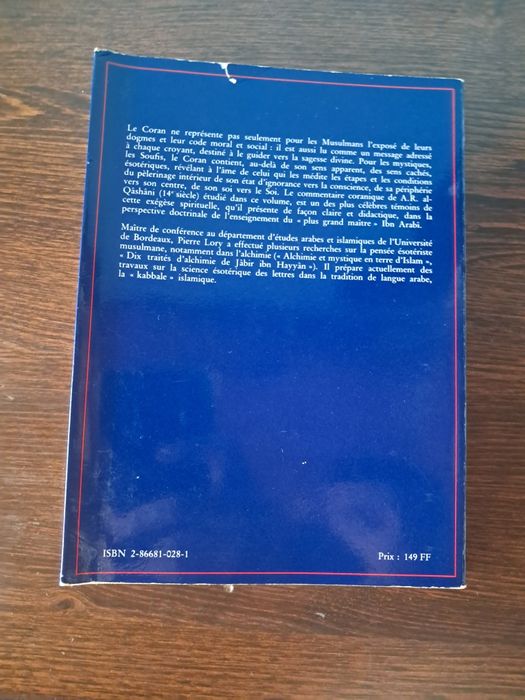 Le Coran ne représente pas seulement pour les Musulmans l'exposé de leurs
dogmes et leur code moral et social : il est aussi lu comme un message adressé
à chaque croyant, destiné à le guider vers la sagesse divine. Pour les mystiques,
les Soufis, le Coran contient, au-delà de son sens apparent, des sens cachés,
ésotériques, révélant à l'âme de celui qui les médite les étapes et les conditions
du pèlerinage intérieur de son état d'ignorance vers la conscience, de sa périphérie
vers son centre, de son soi vers le Soi. Le commentaire coranique de A.R. al-
Qâshânî (14e siècle) étudié dans ce volume, est un des plus célèbres témoins de
cette exégèse spirituelle, qu'il présente de façon claire et didactique, dans la
perspective doctrinale de l'enseignement du « plus grand maître » Ibn Arabi.
Maître de conférence au département d'études arabes et islamiques de l'Université
de Bordeaux, Pierre Lory a effectué plusieurs recherches sur la pensée ésotériste
musulmane, notamment dans l'alchimie (« Alchimie et mystique en terre d'Islam »,
« Dix traités d'alchimie de Jâbir ibn Hayyân »). Il prépare actuellement des
travaux sur la science ésotérique des lettres dans la tradition de langue arabe,
la « kabbale » islamique.
ISBN 2-86681-028-1
Prix : 149 FF